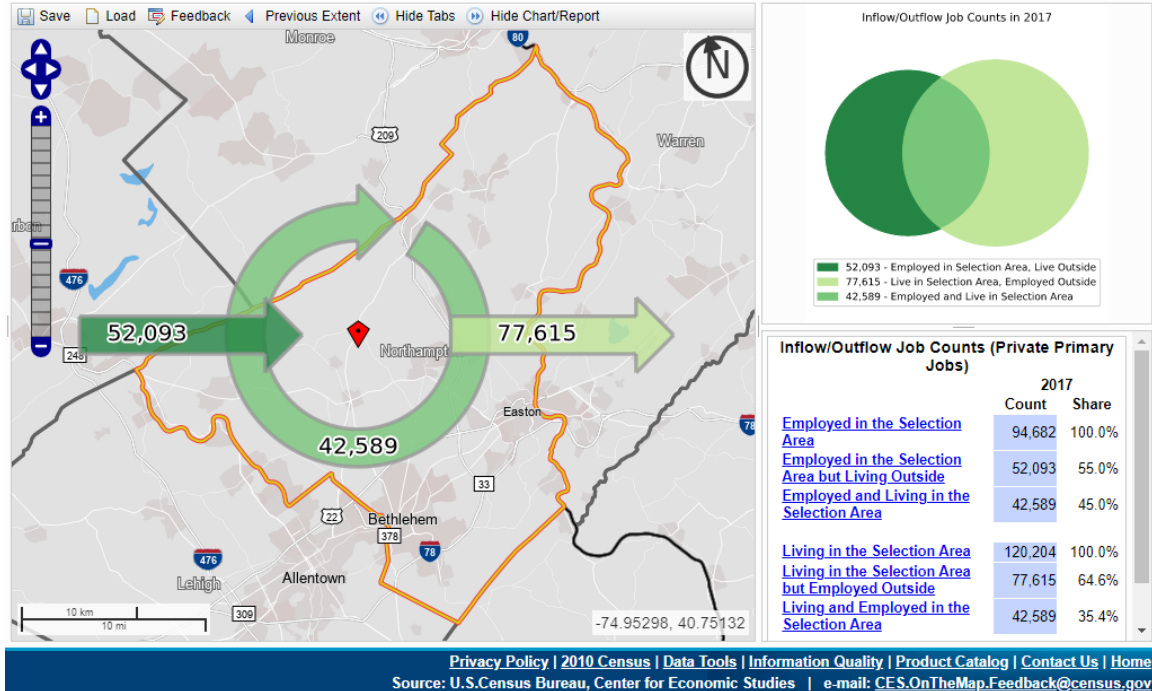 Save Load Feedback Previous Extent Hide Tabs Hide Chart/Report
Monroe
80
N
209
Warren
rbon
476
52,093
77,615
248
Northampt
Easton
78
42,589
33
22
Bethlehem
378
78
476
Lehigh
Allentown
309
10 km
10 mi
-74.95298, 40.75132
Inflow/Outflow Job Counts in 2017
52,093 - Employed in Selection Area, Live Outside
77,615 - Live in Selection Area, Employed Outside
42,589 - Employed and Live in Selection Area
Inflow/Outflow Job Counts (Private Primary
Jobs)
2017
Count Share
Employed in the Selection
Area 94,682 100.0%
Employed in the Selection
Area but Living Outside 52,093 55.0%
Employed and Living in the
Selection Area 42,589 45.0%
Living in the Selection Area 120,204 100.0%
Living in the Selection Area
but Employed Outside 77,615 64.6%
Living and Employed in the
Selection Area 42,589 35.4%
Privacy Policy | 2010 Census | Data Tools | Information Quality | Product Catalog | Contact Us | Home
Source: U.S.Census Bureau, Center for Economic Studies | e-mail: CES.OnTheMap.Feedback@census.gov